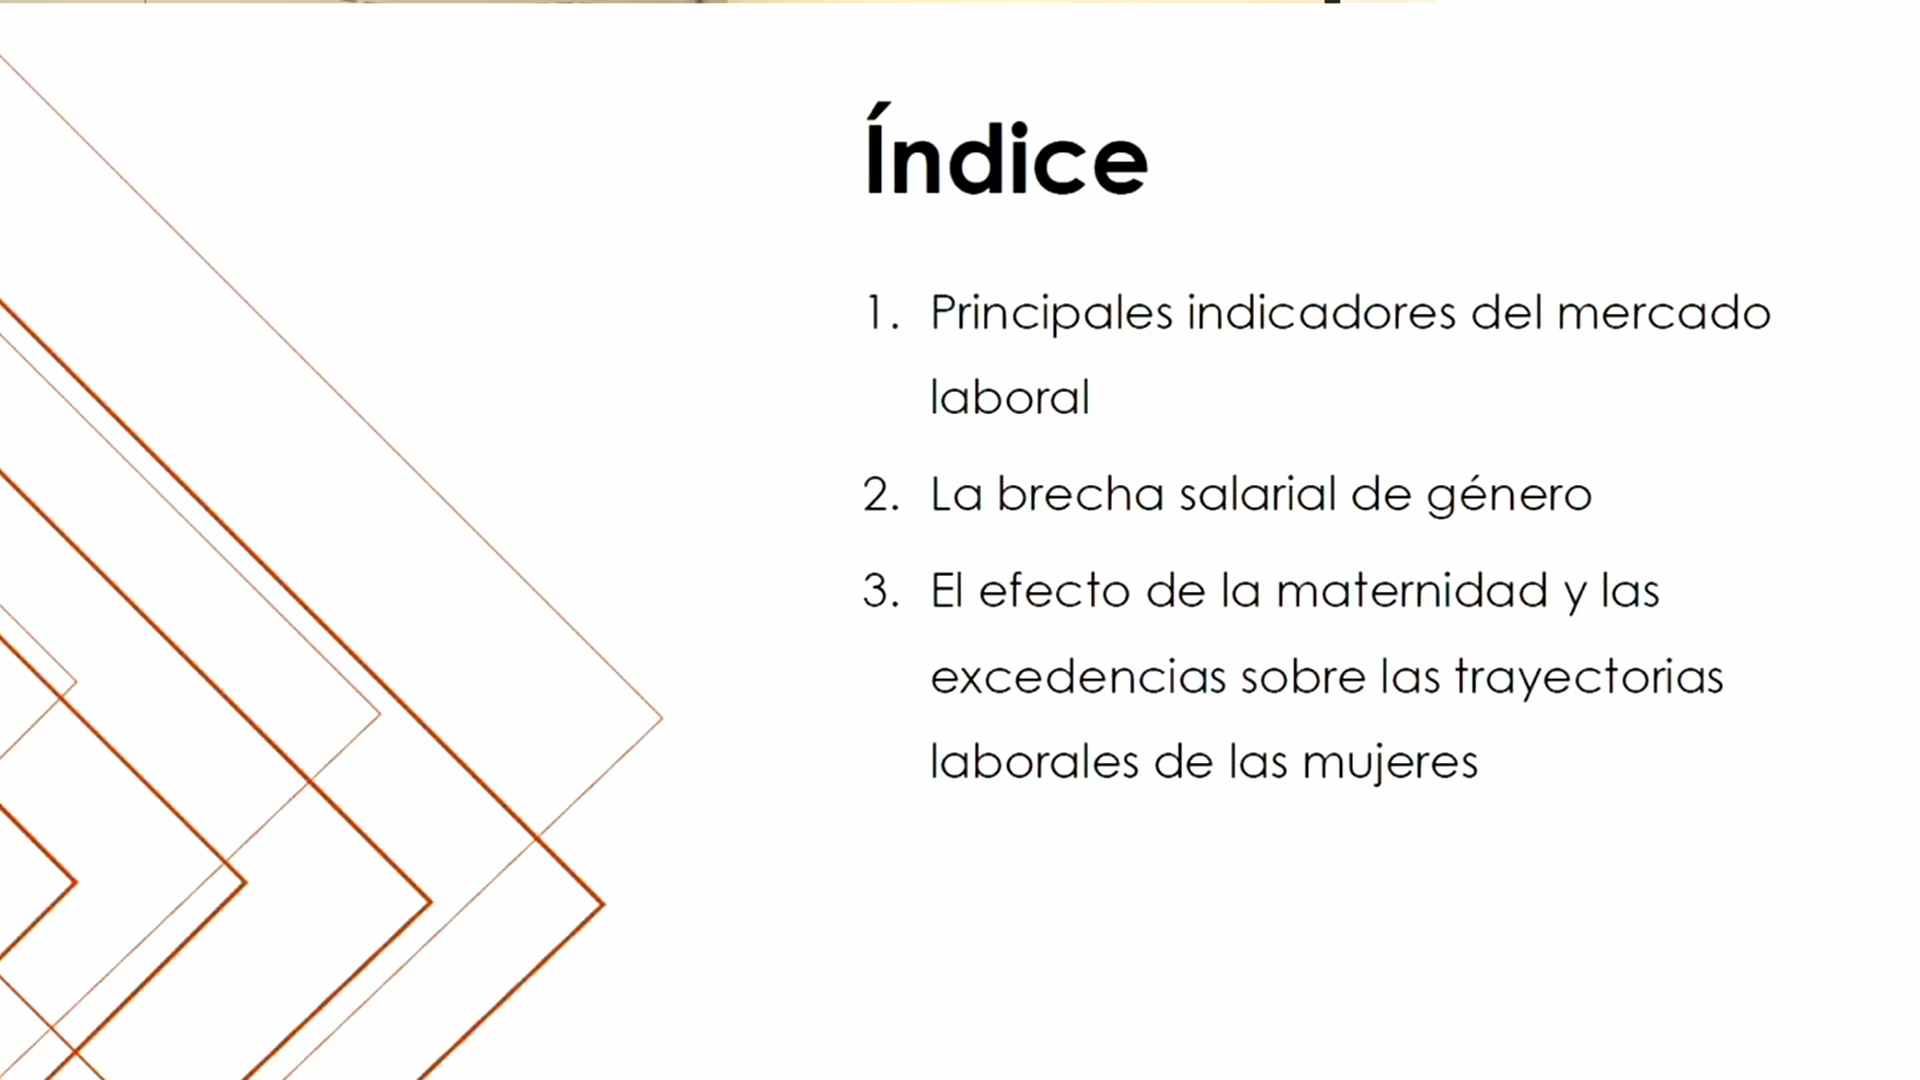 Índice
1. Principales indicadores del mercado
laboral
2. La brecha salarial de género
3. El efecto de la maternidad y las
excedencias sobre las trayectorias
laborales de las mujeres